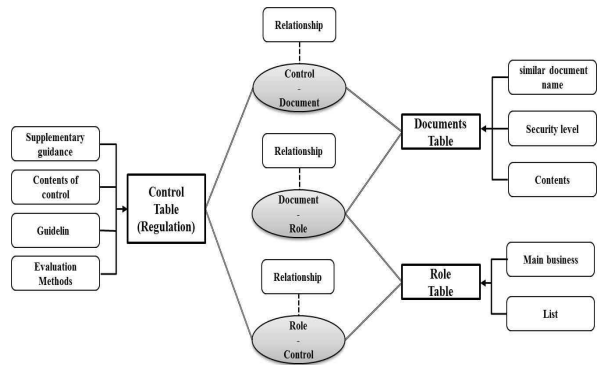 Supplementary
guidance
Contents of
control
Guidelin
Evaluation
Methods
Control
Table
(Regulation)
Relationship
Control
-
Document
Relationship
Document
-
Role
Relationship
Role
-
Control
Documents
Table
Role
Table
similar document
name
Security level
Contents
Main business
List